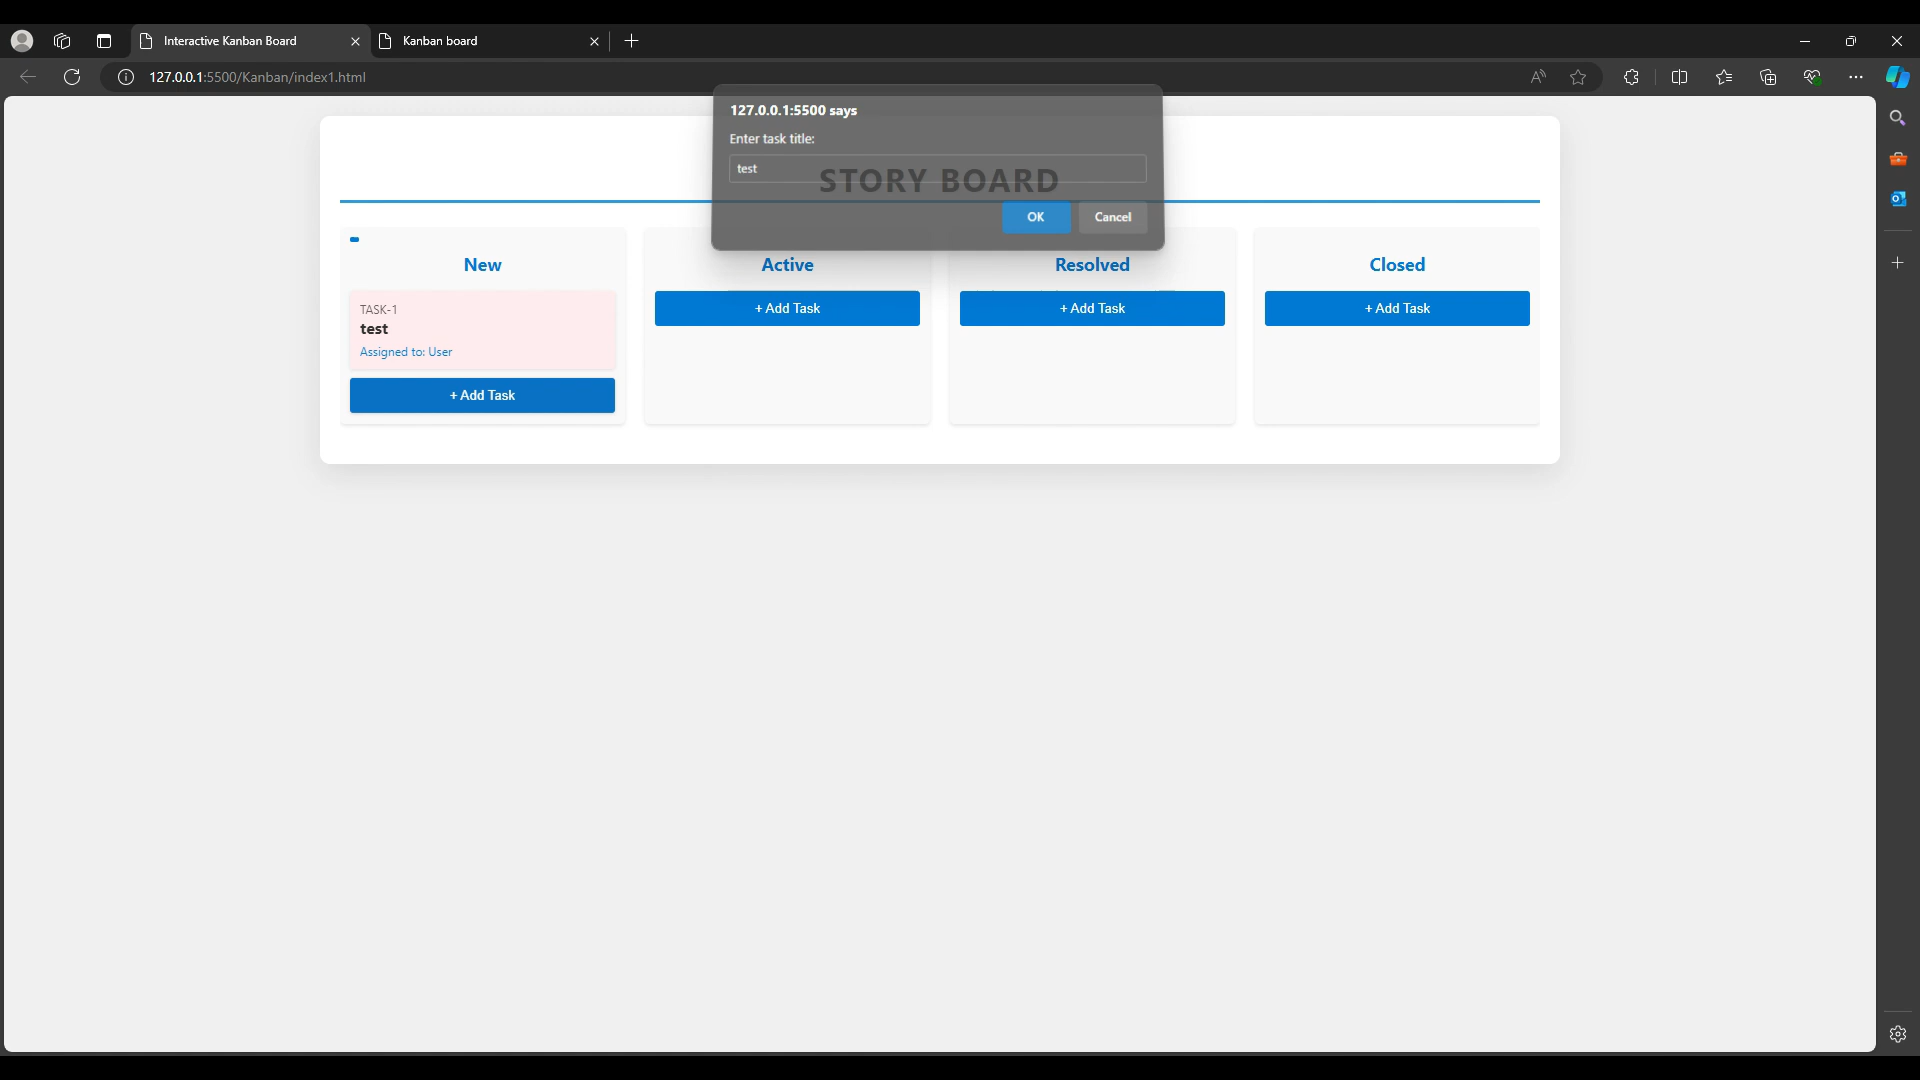 Interactive Kanban Board
Kanban board
127.0.0.1:5500/Kanban/index1.html
127.0.0.1:5500 says
Enter task title:
test
STORY BOARD
OK
Cancel
New
Active
Resolved
Closed
TASK-1
test
Assigned to: User
+ Add Task
+ Add Task
+ Add Task
+ Add Task